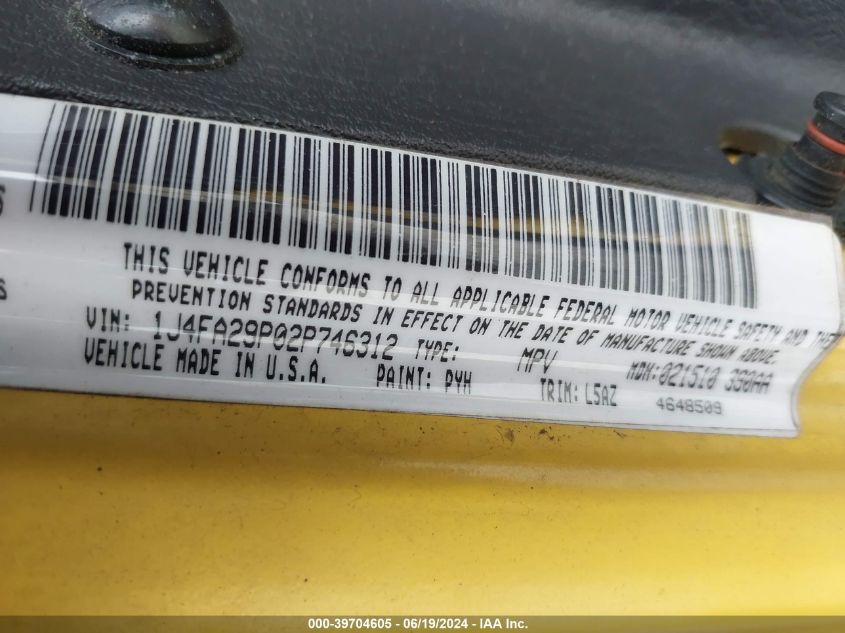 THIS VEHICLE CONFORMS TO ALL APPLICABLE FEDERAL MOTOR VEHICLE SAFETY AND THE
PREVENTION STANDARDS IN EFFECT ON THE DATE OF MANUFACTURE SHOWN ABOVE.
VIN: 1J4FA29P02P746312 TYPE: MPV MDH:021510 390AA
VEHICLE MADE IN U.S.A. PAINT: PYH TRIM: L5AZ 4648509
000-39704605 - 06/19/2024 - © IAA, Inc.